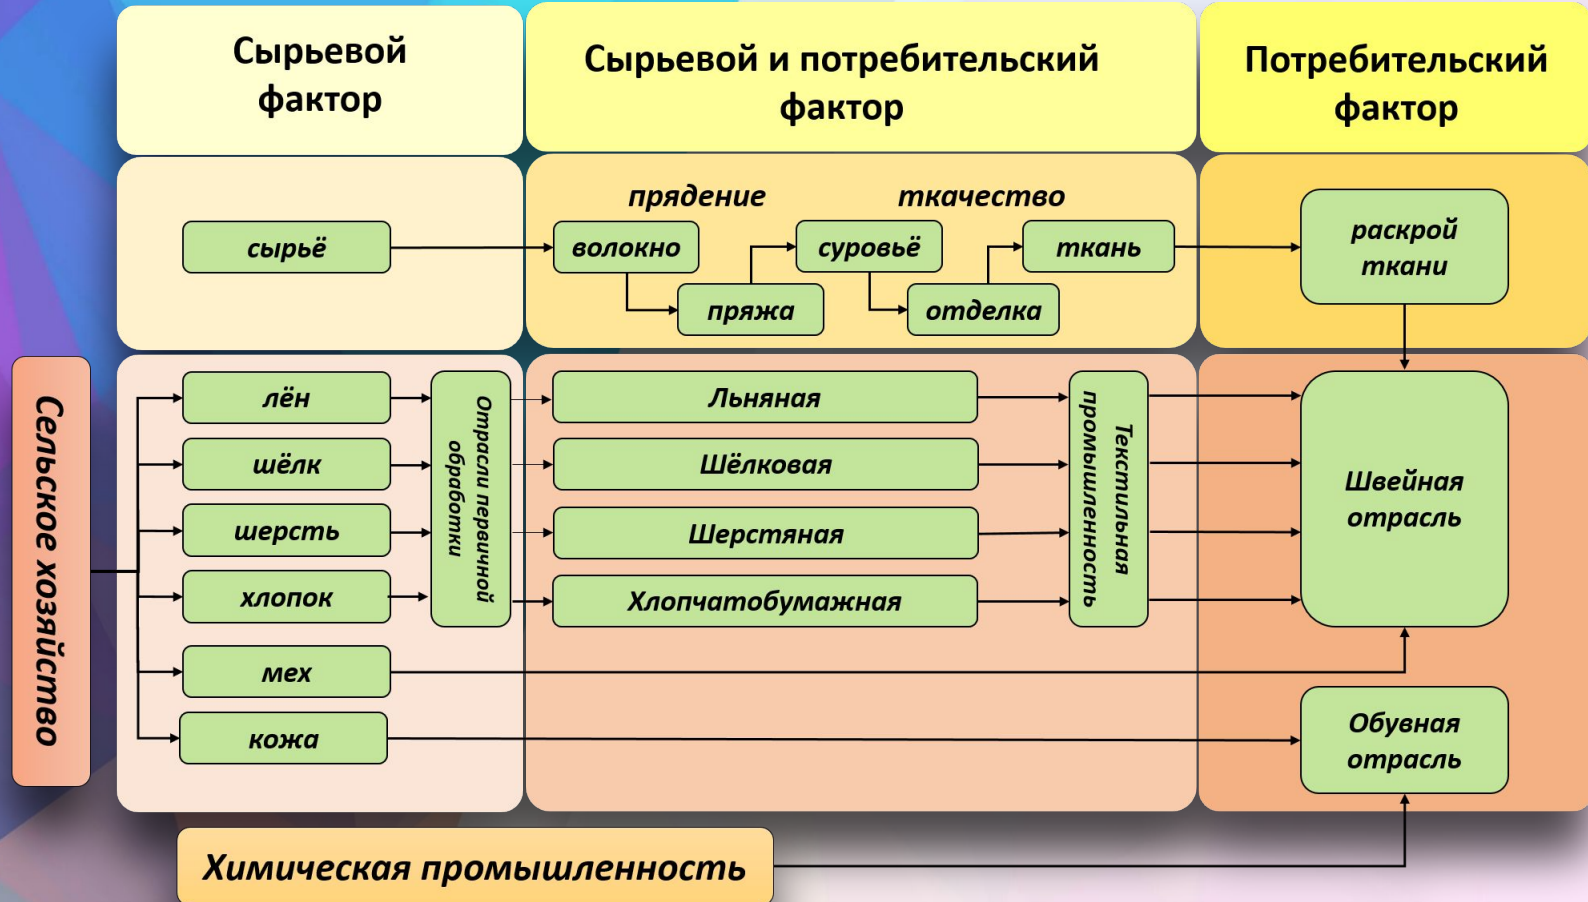 Сырьевой
фактор
Сырьевой и потребительский
фактор
Потребительский
фактор
прядение
ткачество
сырьё
волокно
пряжа
суровьё
отделка
ткань
раскрой
ткани
Сельское хозяйство
лён
шёлк
шерсть
хлопок
мех
кожа
Отрасли первичной
обработки
Льняная
Шёлковая
Шерстяная
Хлопчатобумажная
Текстильная
промышленность
Швейная
отрасль
Обувная
отрасль
Химическая промышленность